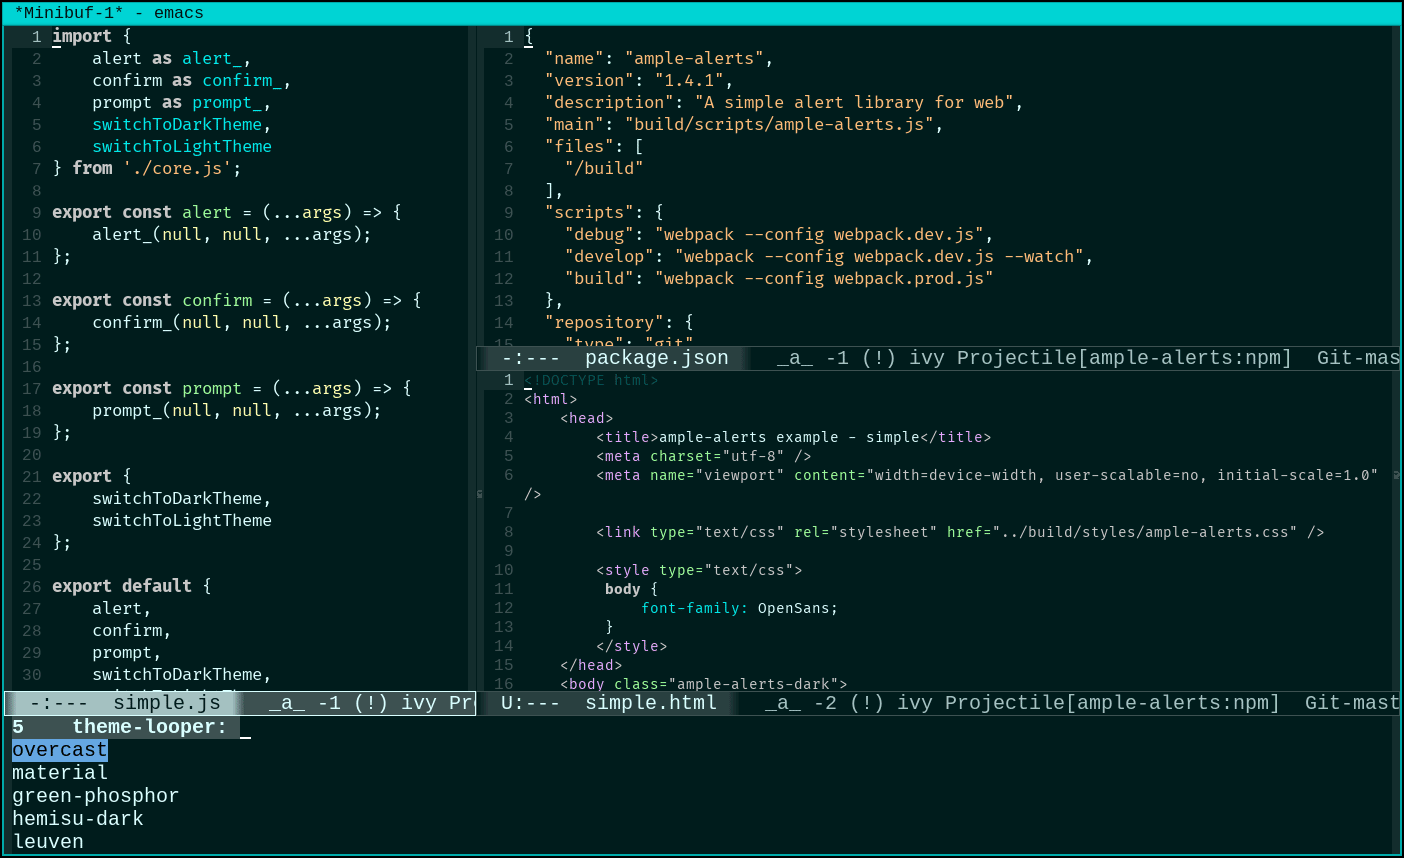 *Minibuf-1* - emacs
1 import {
2     alert as alert_,
3     confirm as confirm_,
4     prompt as prompt_,
5     switchToDarkTheme,
6     switchToLightTheme
7 } from './core.js';
8
9 export const alert = (...args) => {
10     alert_(null, null, ...args);
11 };
12
13 export const confirm = (...args) => {
14     confirm_(null, null, ...args);
15 };
16
17 export const prompt = (...args) => {
18     prompt_(null, null, ...args);
19 };
20
21 export {
22     switchToDarkTheme,
23     switchToLightTheme
24 };
25
26 export default {
27     alert,
28     confirm,
29     prompt,
30     switchToDarkTheme,
-:---  simple.js    _a_ -1 (!) ivy Pr
1 {
2   "name": "ample-alerts",
3   "version": "1.4.1",
4   "description": "A simple alert library for web",
5   "main": "build/scripts/ample-alerts.js",
6   "files": [
7     "/build"
8   ],
9   "scripts": {
10     "debug": "webpack --config webpack.dev.js",
11     "develop": "webpack --config webpack.dev.js --watch",
12     "build": "webpack --config webpack.prod.js"
13   },
14   "repository": {
15     "type": "git"
-:---  package.json    _a_ -1 (!) ivy Projectile[ample-alerts:npm]  Git-mas
1 <!DOCTYPE html>
2 <html>
3     <head>
4         <title>ample-alerts example - simple</title>
5         <meta charset="utf-8" />
6         <meta name="viewport" content="width=device-width, user-scalable=no, initial-scale=1.0"
/>
7
8         <link type="text/css" rel="stylesheet" href="../build/styles/ample-alerts.css" />
9
10         <style type="text/css">
11          body {
12              font-family: OpenSans;
13          }
14         </style>
15     </head>
16     <body class="ample-alerts-dark">
U:---  simple.html    _a_ -2 (!) ivy Projectile[ample-alerts:npm]  Git-mast
5    theme-looper:
overcast
material
green-phosphor
hemisu-dark
leuven